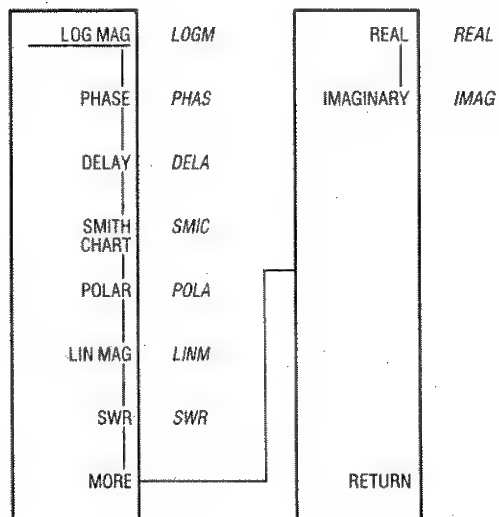 LOG MAG LOGM
PHASE PHAS
DELAY DELA
SMITH
CHART SMIC
POLAR POLA
LIN MAG LINM
SWR SWR
MORE
REAL REAL
IMAGINARY IMAG
RETURN